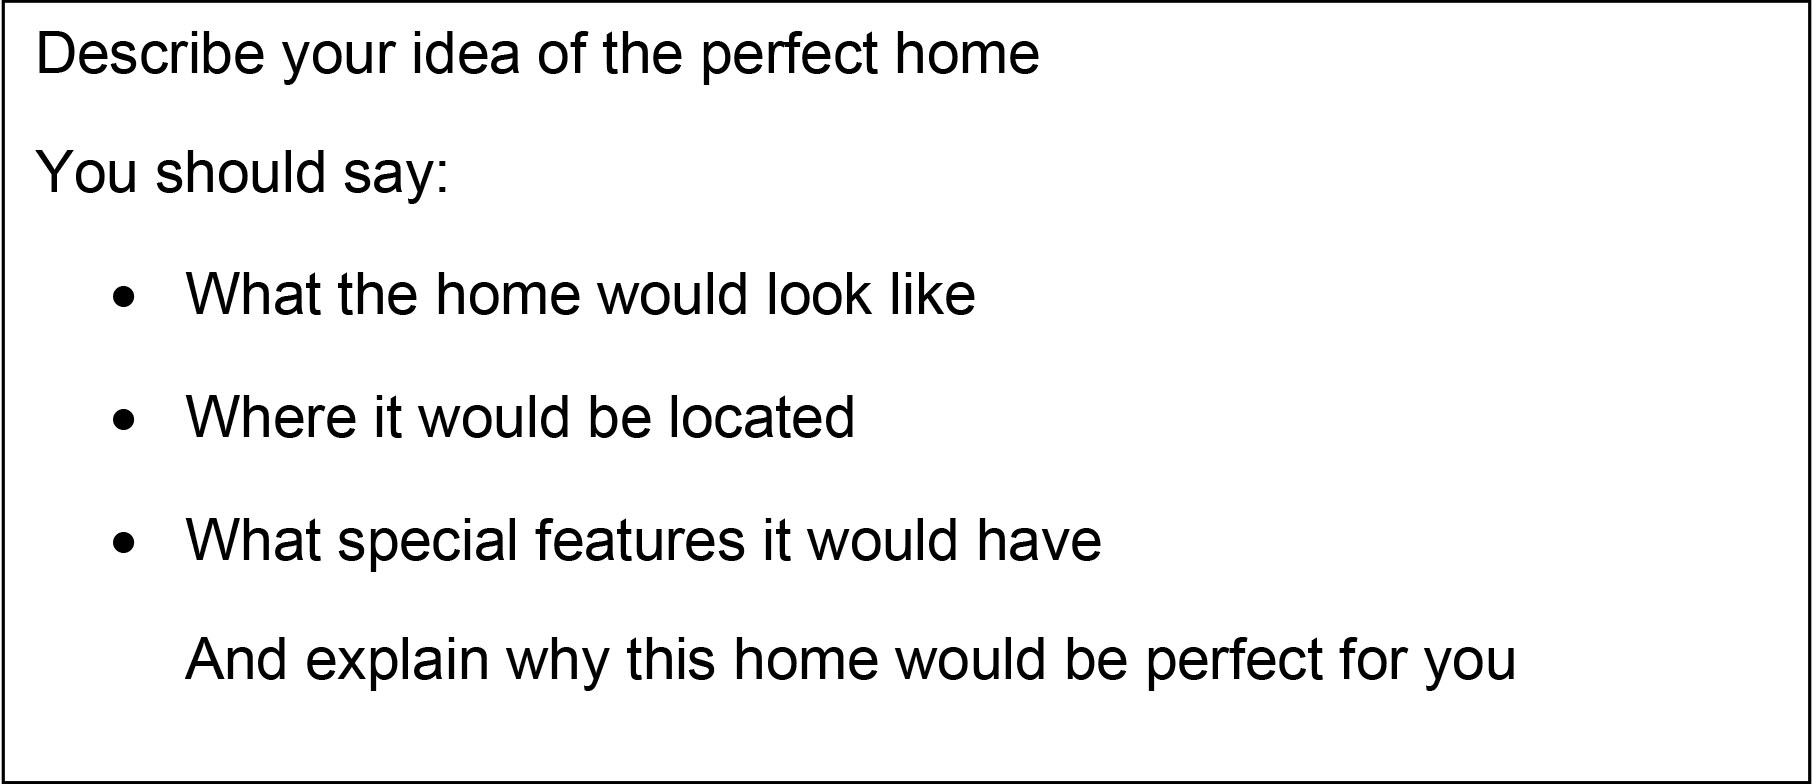 Describe your idea of the perfect home
You should say:
• What the home would look like
• Where it would be located
• What special features it would have
And explain why this home would be perfect for you